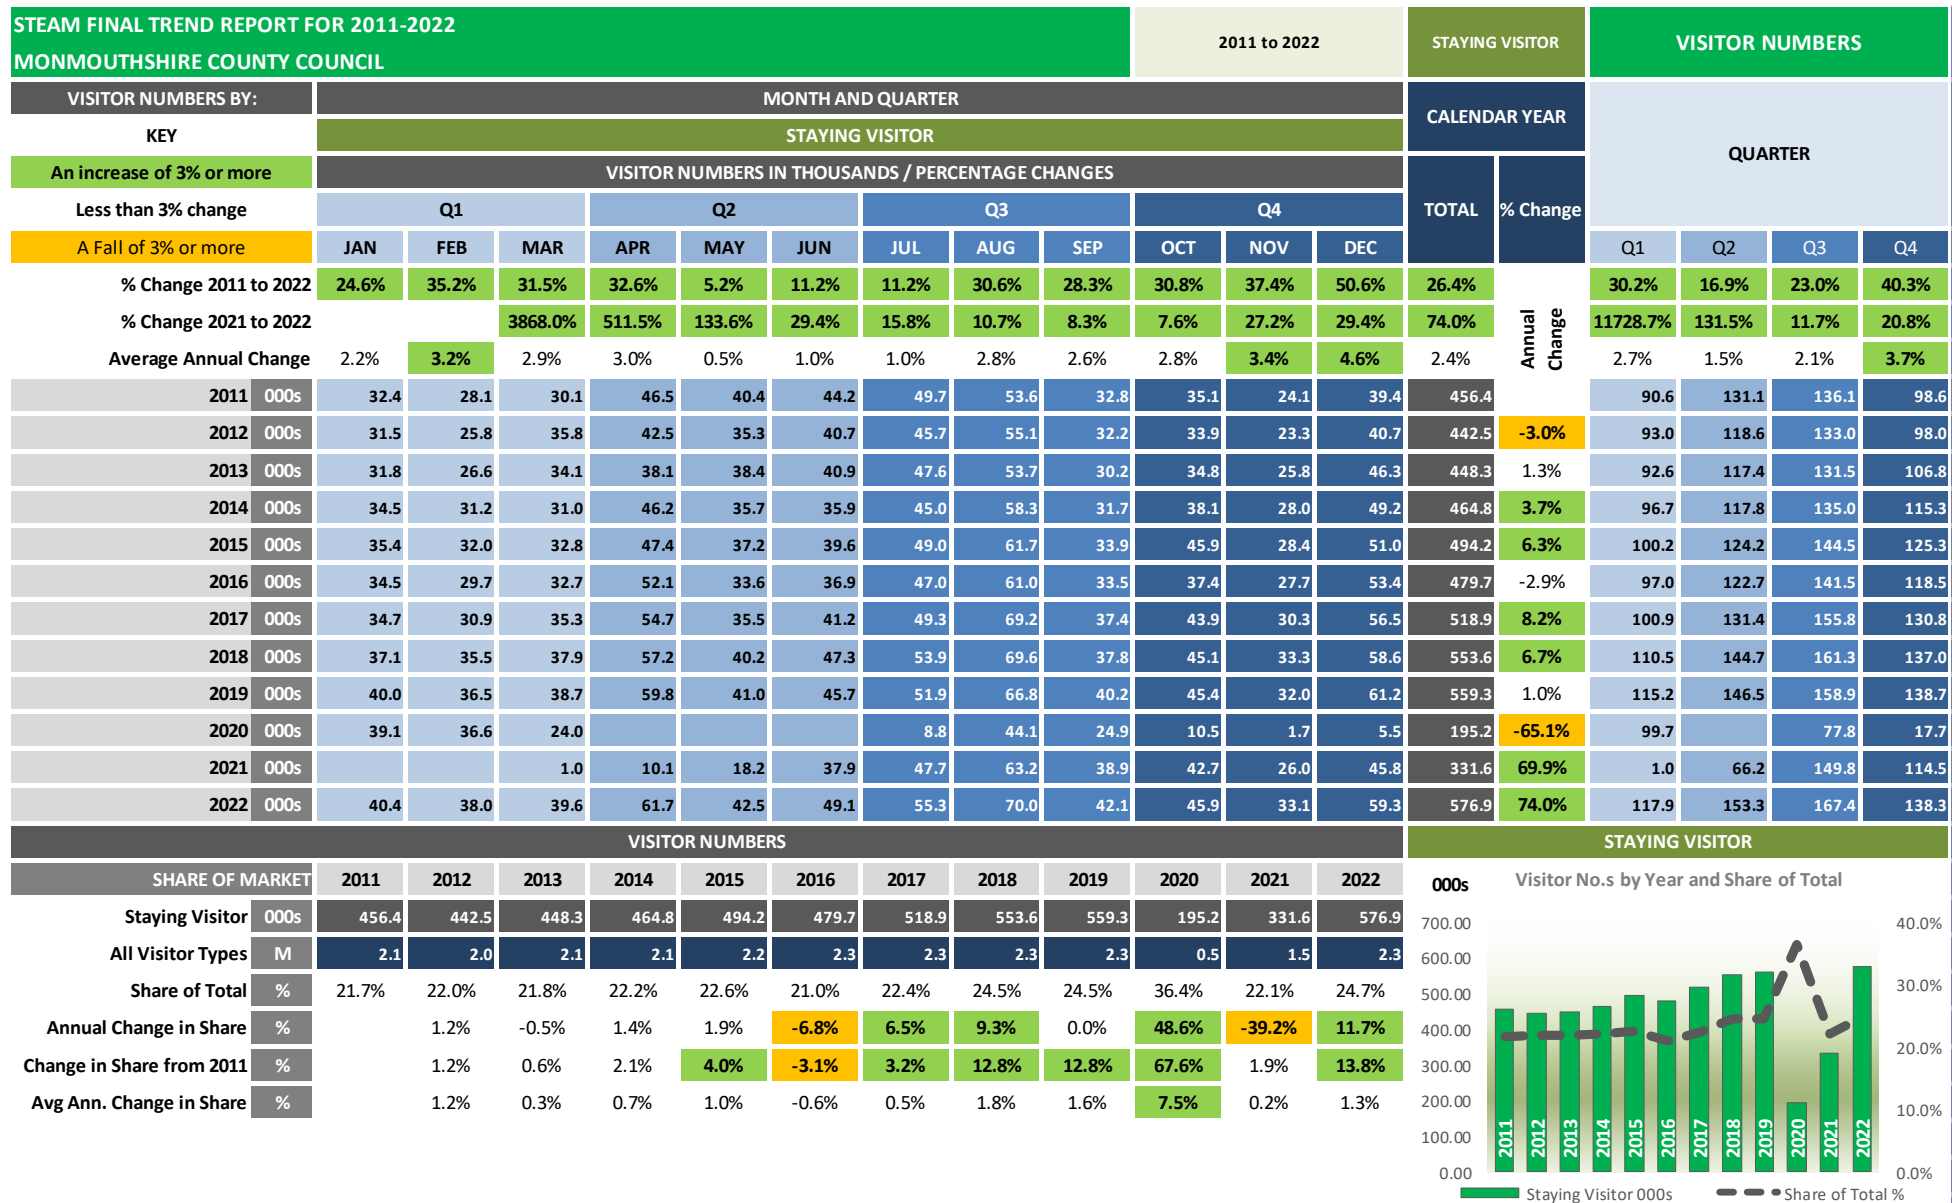 STEAM FINAL TREND REPORT FOR 2011-2022
MONMOUTHSHIRE COUNTY COUNCIL
2011 to 2022
STAYING VISITOR
VISITOR NUMBERS
VISITOR NUMBERS BY:
MONTH AND QUARTER
CALENDAR YEAR
QUARTER
KEY
STAYING VISITOR
An increase of 3% or more
VISITOR NUMBERS IN THOUSANDS / PERCENTAGE CHANGES
TOTAL % Change
Less than 3% change Q1 Q2 Q3 Q4
A Fall of 3% or more JAN FEB MAR APR MAY JUN JUL AUG SEP OCT NOV DEC Q1 Q2 Q3 Q4
% Change 2011 to 2022 24.6% 35.2% 31.5% 32.6% 5.2% 11.2% 11.2% 30.6% 28.3% 30.8% 37.4% 50.6% 26.4% 30.2% 16.9% 23.0% 40.3%
% Change 2021 to 2022 3868.0% 511.5% 133.6% 29.4% 15.8% 10.7% 8.3% 7.6% 27.2% 29.4% 74.0% 11728.7% 131.5% 11.7% 20.8%
Average Annual Change 2.2% 3.2% 2.9% 3.0% 0.5% 1.0% 1.0% 2.8% 2.6% 2.8% 3.4% 4.6% 2.4% 2.7% 1.5% 2.1% 3.7%
Annual
Change
2011 000s 32.4 28.1 30.1 46.5 40.4 44.2 49.7 53.6 32.8 35.1 24.1 39.4 456.4 90.6 131.1 136.1 98.6
2012 000s 31.5 25.8 35.8 42.5 35.3 40.7 45.7 55.1 32.2 33.9 23.3 40.7 442.5 -3.0% 93.0 118.6 133.0 98.0
2013 000s 31.8 26.6 34.1 38.1 38.4 40.9 47.6 53.7 30.2 34.8 25.8 46.3 448.3 1.3% 92.6 117.4 131.5 106.8
2014 000s 34.5 31.2 31.0 46.2 35.7 35.9 45.0 58.3 31.7 38.1 28.0 49.2 464.8 3.7% 96.7 117.8 135.0 115.3
2015 000s 35.4 32.0 32.8 47.4 37.2 39.6 49.0 61.7 33.9 45.9 28.4 51.0 494.2 6.3% 100.2 124.2 144.5 125.3
2016 000s 34.5 29.7 32.7 52.1 33.6 36.9 47.0 61.0 33.5 37.4 27.7 53.4 479.7 -2.9% 97.0 122.7 141.5 118.5
2017 000s 34.7 30.9 35.3 54.7 35.5 41.2 49.3 69.2 37.4 43.9 30.3 56.5 518.9 8.2% 100.9 131.4 155.8 130.8
2018 000s 37.1 35.5 37.9 57.2 40.2 47.3 53.9 69.6 37.8 45.1 33.3 58.6 553.6 6.7% 110.5 144.7 161.3 137.0
2019 000s 40.0 36.5 38.7 59.8 41.0 45.7 51.9 66.8 40.2 45.4 32.0 61.2 559.3 1.0% 115.2 146.5 158.9 138.7
2020 000s 39.1 36.6 24.0 8.8 44.1 24.9 10.5 1.7 5.5 195.2 -65.1% 99.7 77.8 17.7
2021 000s 1.0 10.1 18.2 37.9 47.7 63.2 38.9 42.7 26.0 45.8 331.6 69.9% 1.0 66.2 149.8 114.5
2022 000s 40.4 38.0 39.6 61.7 42.5 49.1 55.3 70.0 42.1 45.9 33.1 59.3 576.9 74.0% 117.9 153.3 167.4 138.3
VISITOR NUMBERS
SHARE OF MARKET 2011 2012 2013 2014 2015 2016 2017 2018 2019 2020 2021 2022
Staying Visitor 000s 456.4 442.5 448.3 464.8 494.2 479.7 518.9 553.6 559.3 195.2 331.6 576.9
All Visitor Types M 2.1 2.0 2.1 2.1 2.2 2.3 2.3 2.3 2.3 0.5 1.5 2.3
Share of Total % 21.7% 22.0% 21.8% 22.2% 22.6% 21.0% 22.4% 24.5% 24.5% 36.4% 22.1% 24.7%
Annual Change in Share % 1.2% -0.5% 1.4% 1.9% -6.8% 6.5% 9.3% 0.0% 48.6% -39.2% 11.7%
Change in Share from 2011 % 1.2% 0.6% 2.1% 4.0% -3.1% 3.2% 12.8% 12.8% 67.6% 1.9% 13.8%
Avg Ann. Change in Share % 1.2% 0.3% 0.7% 1.0% -0.6% 0.5% 1.8% 1.6% 7.5% 0.2% 1.3%
STAYING VISITOR
000s Visitor No.s by Year and Share of Total
700.00 40.0%
600.00
500.00 30.0%
400.00
300.00 20.0%
200.00
100.00 10.0%
0.00 0.0%
2011 2012 2013 2014 2015 2016 2017 2018 2019 2020 2021 2022
Staying Visitor 000s Share of Total %